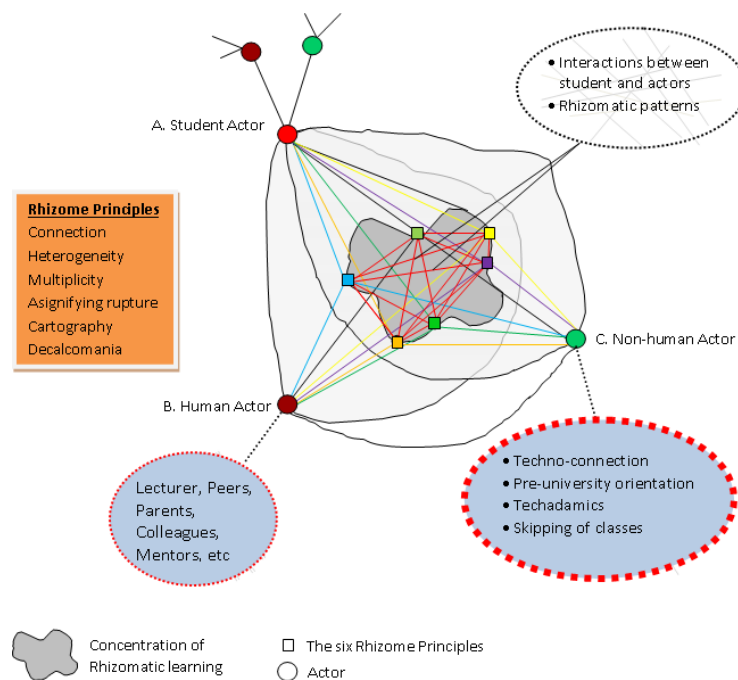 • Interactions between
student and actors
• Rhizomatic patterns
A. Student Actor
Rhizome Principles
Connection
Heterogeneity
Multiplicity
Asignifying rupture
Cartography
Decalcomania
C. Non-human Actor
B. Human Actor
Lecturer, Peers,
Parents,
Colleagues,
Mentors, etc
• Techno-connection
• Pre-university orientation
• Techadamics
• Skipping of classes
Concentration of
Rhizomatic learning
The six Rhizome Principles
Actor